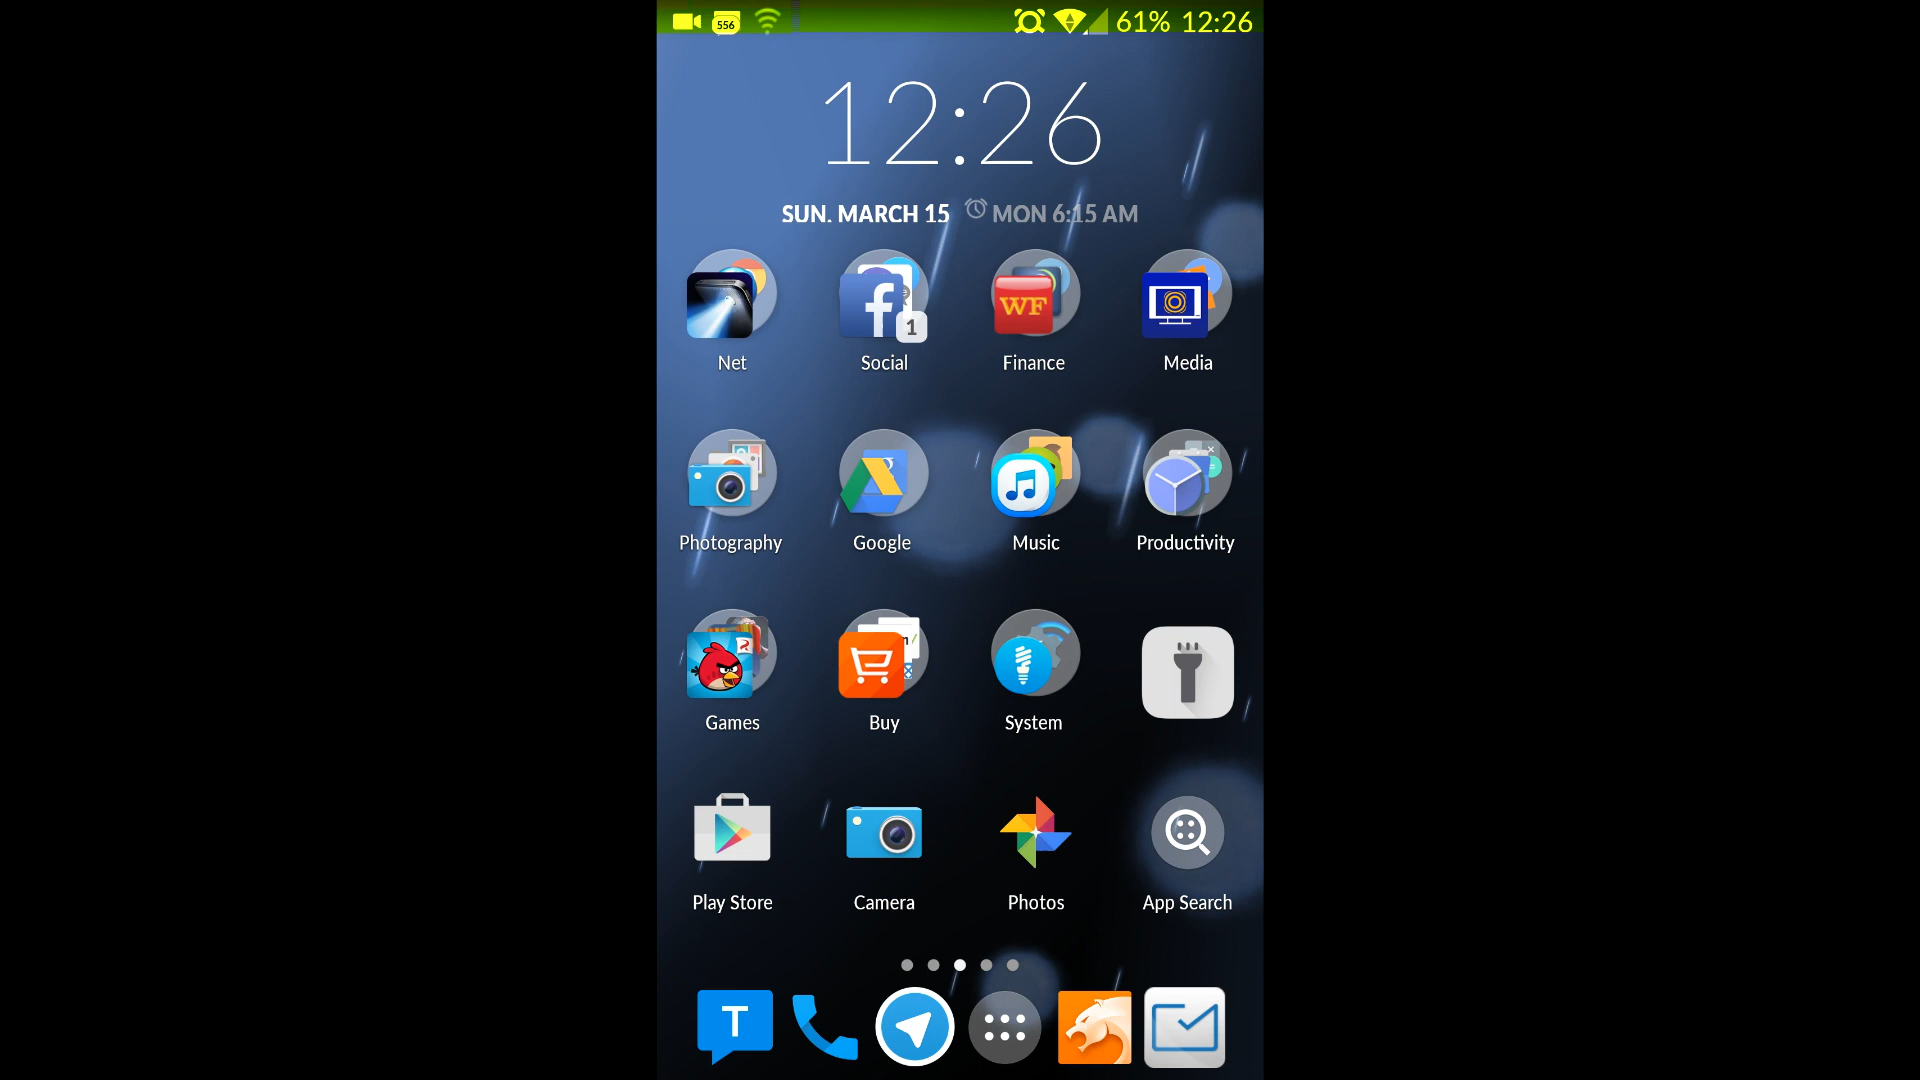 556 61% 12:26
12:26
SUN, MARCH 15 MON 6:15 AM
f 1 WF
Net Social Finance Media
Photography Google Music Productivity
Games Buy System
Play Store Camera Photos App Search
T